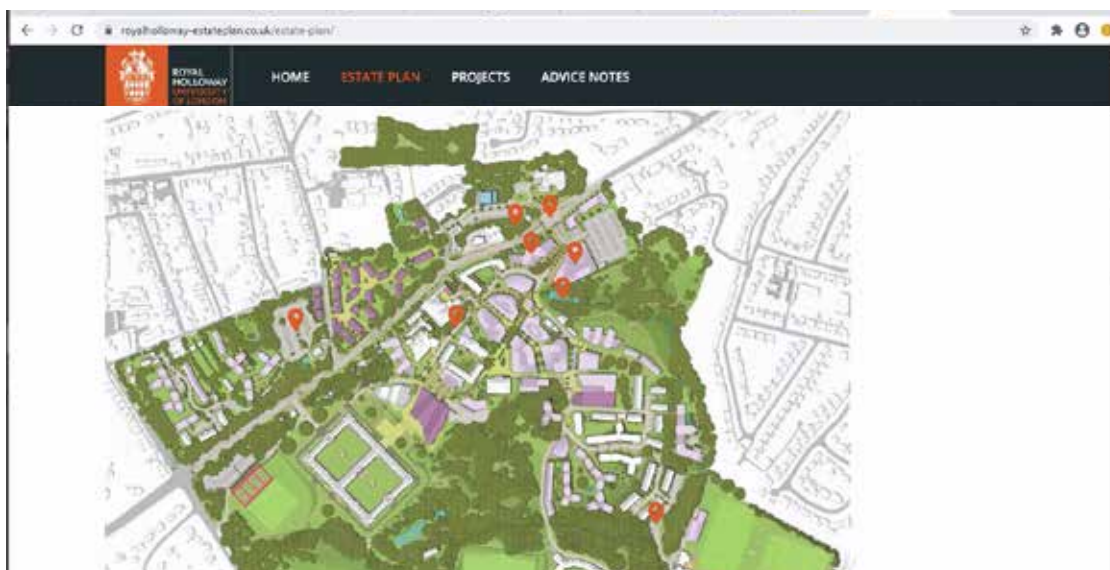 royalholloway-estateplan.co.uk/estate-plan/
ROYAL
HOLLOWAY
UNIVERSITY
OF LONDON
HOME ESTATE PLAN PROJECTS ADVICE NOTES